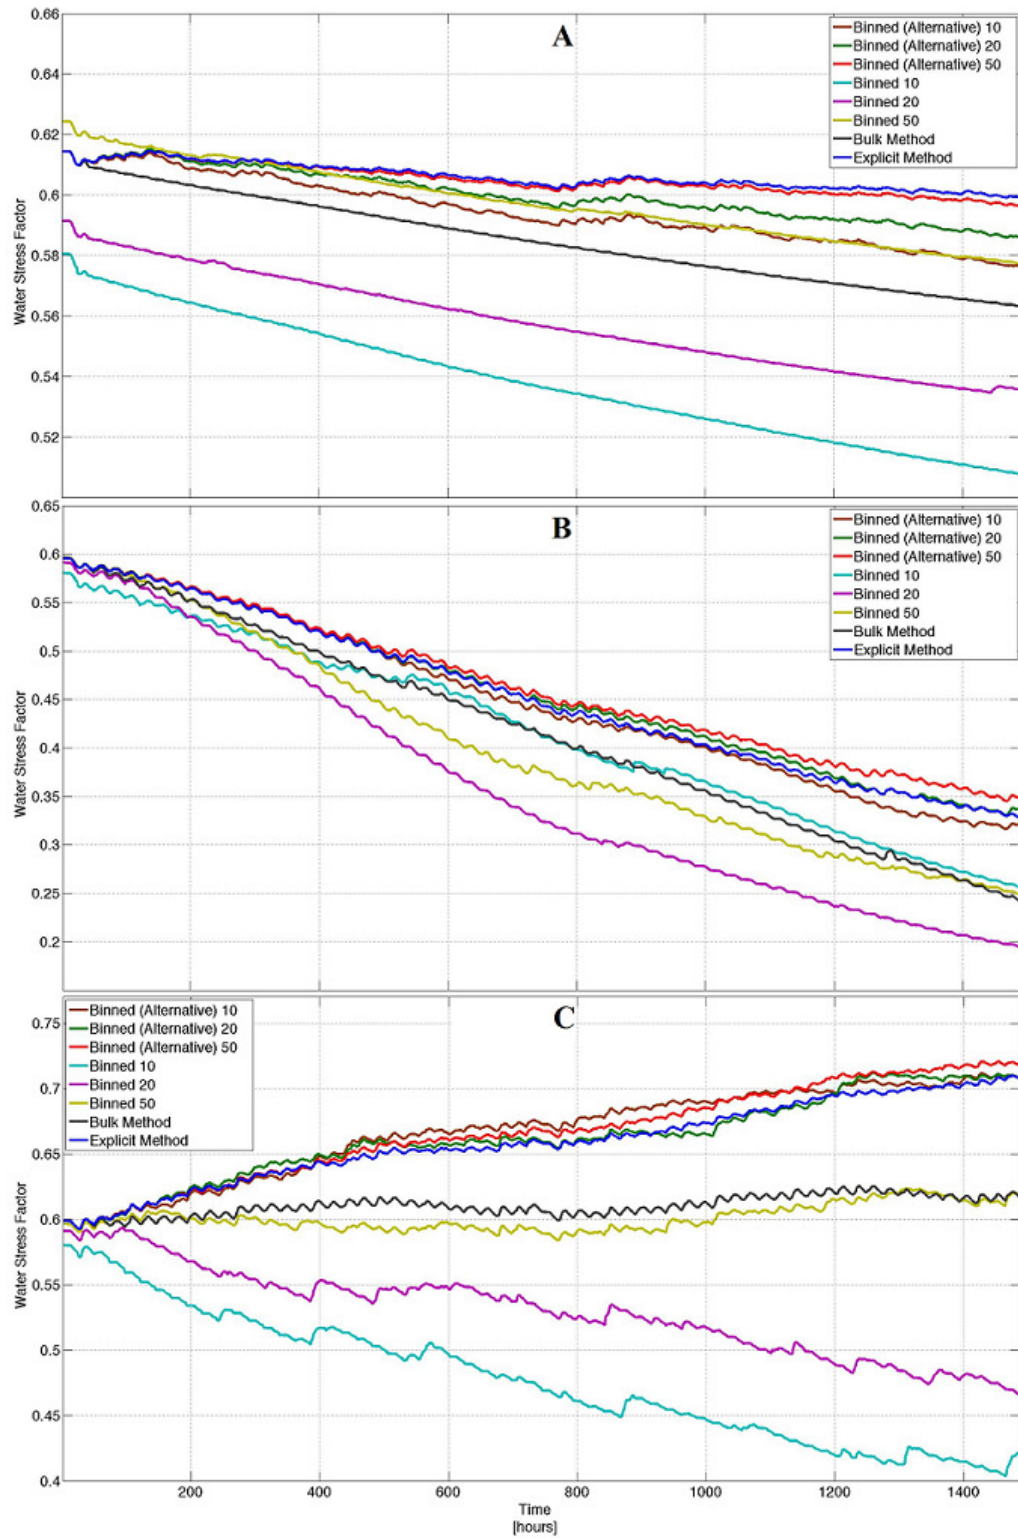 A
0.66
0.64
0.62
0.6
0.58
0.56
0.54
0.52
Water Stress Factor
Binned (Alternative) 10
Binned (Alternative) 20
Binned (Alternative) 50
Binned 10
Binned 20
Binned 50
Bulk Method
Explicit Method
B
0.65
0.6
0.55
0.5
0.45
0.4
0.35
0.3
0.25
0.2
Water Stress Factor
Binned (Alternative) 10
Binned (Alternative) 20
Binned (Alternative) 50
Binned 10
Binned 20
Binned 50
Bulk Method
Explicit Method
C
0.75
0.7
0.65
0.6
0.55
0.5
0.45
0.4
Water Stress Factor
Binned (Alternative) 10
Binned (Alternative) 20
Binned (Alternative) 50
Binned 10
Binned 20
Binned 50
Bulk Method
Explicit Method
200 400 600 800 1000 1200 1400
Time
[hours]